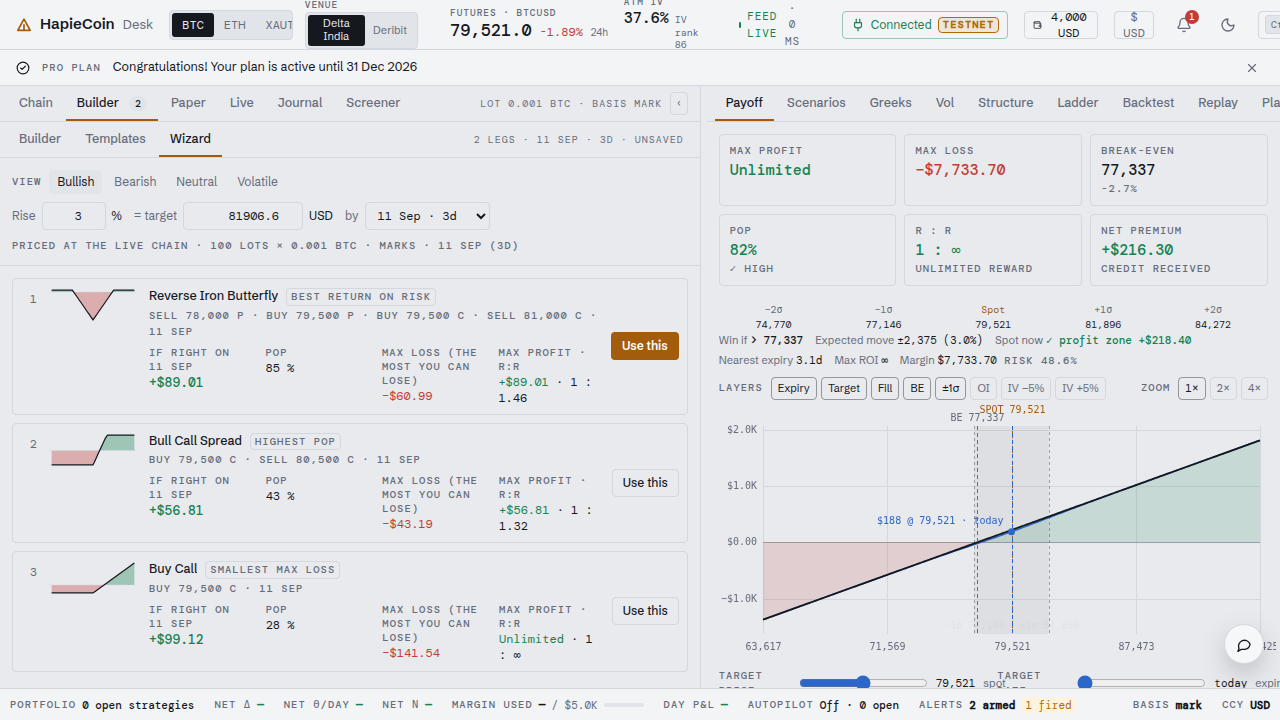 HapieCoin Desk
BTC ETH XAUT
VENUE
Delta India Deribit
FUTURES · BTCUSD
79,521.0 -1.89% 24h
ATM IV
37.6% IV rank 86
FEED LIVE · 0 MS
Connected TESTNET
4,000 USD
$ USD
1
PRO PLAN Congratulations! Your plan is active until 31 Dec 2026
Chain Builder 2 Paper Live Journal Screener
LOT 0.001 BTC · BASIS MARK
Builder Templates Wizard
2 LEGS · 11 SEP · 3D · UNSAVED
VIEW Bullish Bearish Neutral Volatile
Rise 3 % = target 81906.6 USD by 11 Sep · 3d
PRICED AT THE LIVE CHAIN · 100 LOTS × 0.001 BTC · MARKS · 11 SEP (3D)
1 Reverse Iron Butterfly BEST RETURN ON RISK
SELL 78,000 P · BUY 79,500 P · BUY 79,500 C · SELL 81,000 C ·
11 SEP
IF RIGHT ON 11 SEP
+$89.01
POP
85 %
MAX LOSS (THE MOST YOU CAN LOSE)
−$60.99
MAX PROFIT · R:R
+$89.01 · 1 : 1.46
Use this
2 Bull Call Spread HIGHEST POP
BUY 79,500 C · SELL 80,500 C · 11 SEP
IF RIGHT ON 11 SEP
+$56.81
POP
43 %
MAX LOSS (THE MOST YOU CAN LOSE)
−$43.19
MAX PROFIT · R:R
+$56.81 · 1 : 1.32
Use this
3 Buy Call SMALLEST MAX LOSS
BUY 79,500 C · 11 SEP
IF RIGHT ON 11 SEP
+$99.12
POP
28 %
MAX LOSS (THE MOST YOU CAN LOSE)
−$141.54
MAX PROFIT · R:R
Unlimited · 1 : ∞
Use this
Payoff Scenarios Greeks Vol Structure Ladder Backtest Replay
MAX PROFIT
Unlimited
MAX LOSS
−$7,733.70
BREAK-EVEN
77,337
-2.7%
POP
82%
✓ HIGH
R : R
1 : ∞
UNLIMITED REWARD
NET PREMIUM
+$216.30
CREDIT RECEIVED
−2σ −1σ Spot +1σ +2σ
74,770 77,146 79,521 81,896 84,272
Win if > 77,337 Expected move ±2,375 (3.0%) Spot now ✓ profit zone +$218.40
Nearest expiry 3.1d Max ROI ∞ Margin $7,733.70 RISK 48.6%
LAYERS Expiry Target Fill BE ±1σ OI IV −5% IV +5% ZOOM 1× 2× 4×
SPOT 79,521
BE 77,337
$2.0K
$1.0K
$188 @ 79,521 · today
$0.00
−$1.0K
63,617 71,569 79,521 87,473
TARGET
79,521 spot
TARGET
today
PORTFOLIO 0 open strategies NET Δ — NET Θ/DAY — NET N — MARGIN USED — / $5.0K DAY P&L — AUTOPILOT Off · 0 open ALERTS 2 armed 1 fired BASIS mark CCY USD